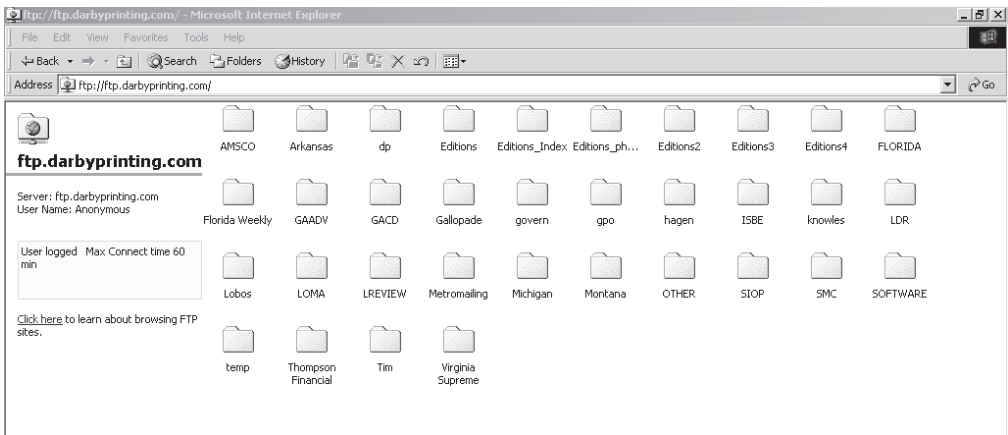 ftp://ftp.darbyprinting.com/ - Microsoft Internet Explorer
File Edit View Favorites Tools Help
Back Search Folders History
Address ftp://ftp.darbyprinting.com/ Go
ftp.darbyprinting.com
Server: ftp.darbyprinting.com
User Name: Anonymous
User logged Max Connect time 60
min
Click here to learn about browsing FTP
sites.
AMSCO Arkansas dp Editions Editions_Index Editions_ph... Editions2 Editions3 Editions4 FLORIDA
Florida Weekly GAADV GACD Gallopade govern gpo hagen ISBE knowles LDR
Lobos LOMA LREVIEW Metromailing Michigan Montana OTHER SIOP SMC SOFTWARE
temp Thompson Financial Tim Virginia Supreme